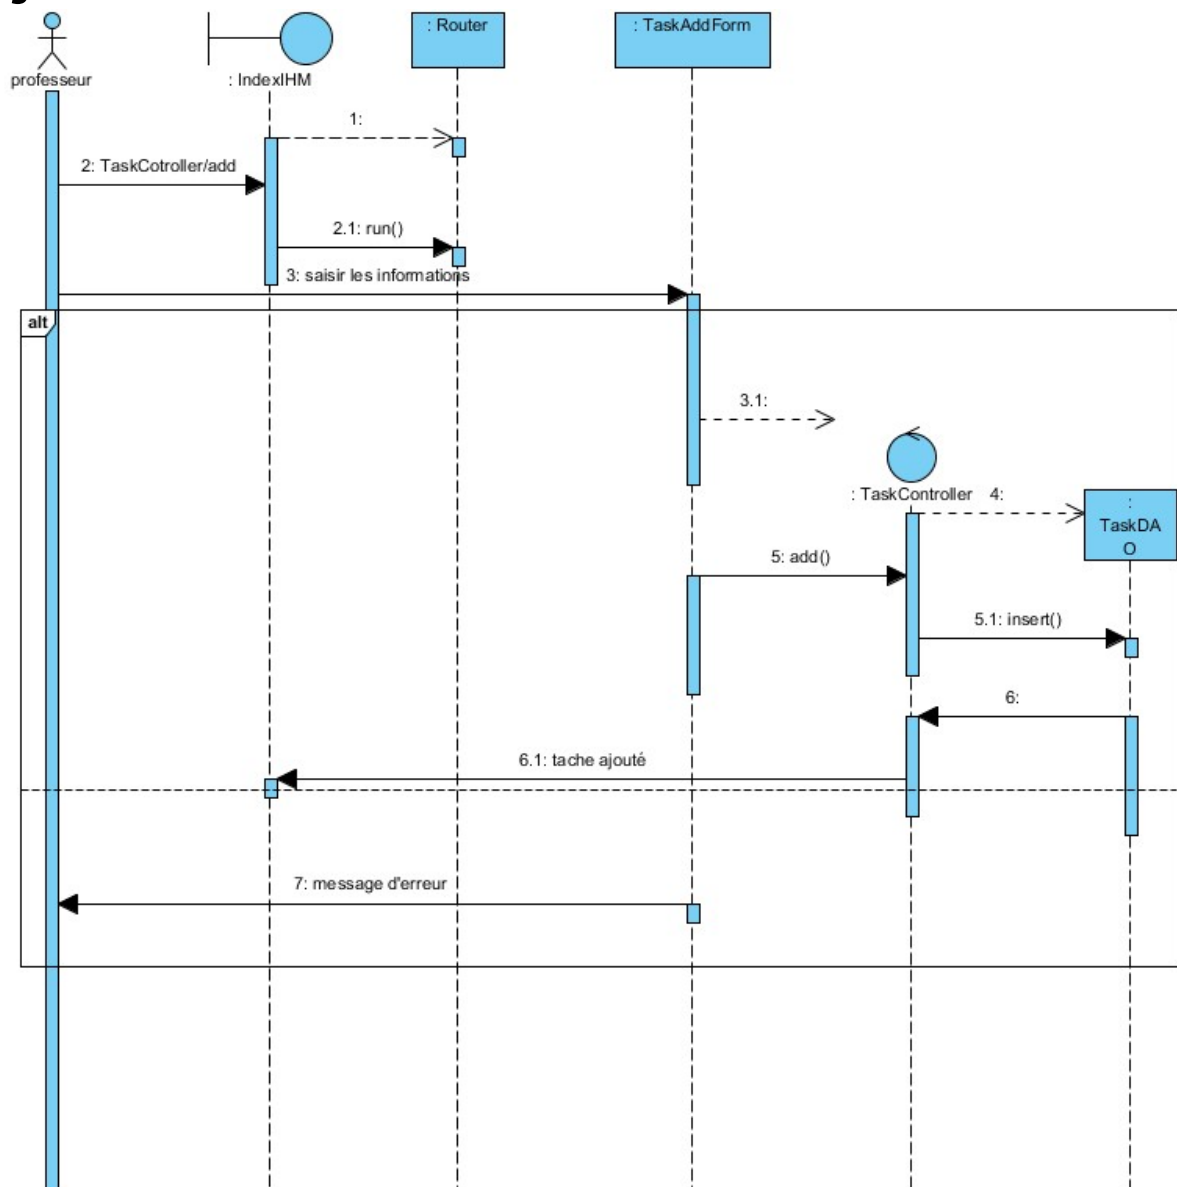 professeur
: IndexIHM
: Router
: TaskAddForm
1:
2: TaskCotroller/add
2.1: run()
3: saisir les informations
alt
3.1:
: TaskController
4:
:
TaskDA
O
5: add()
5.1: insert()
6:
6.1: tache ajouté
7: message d'erreur